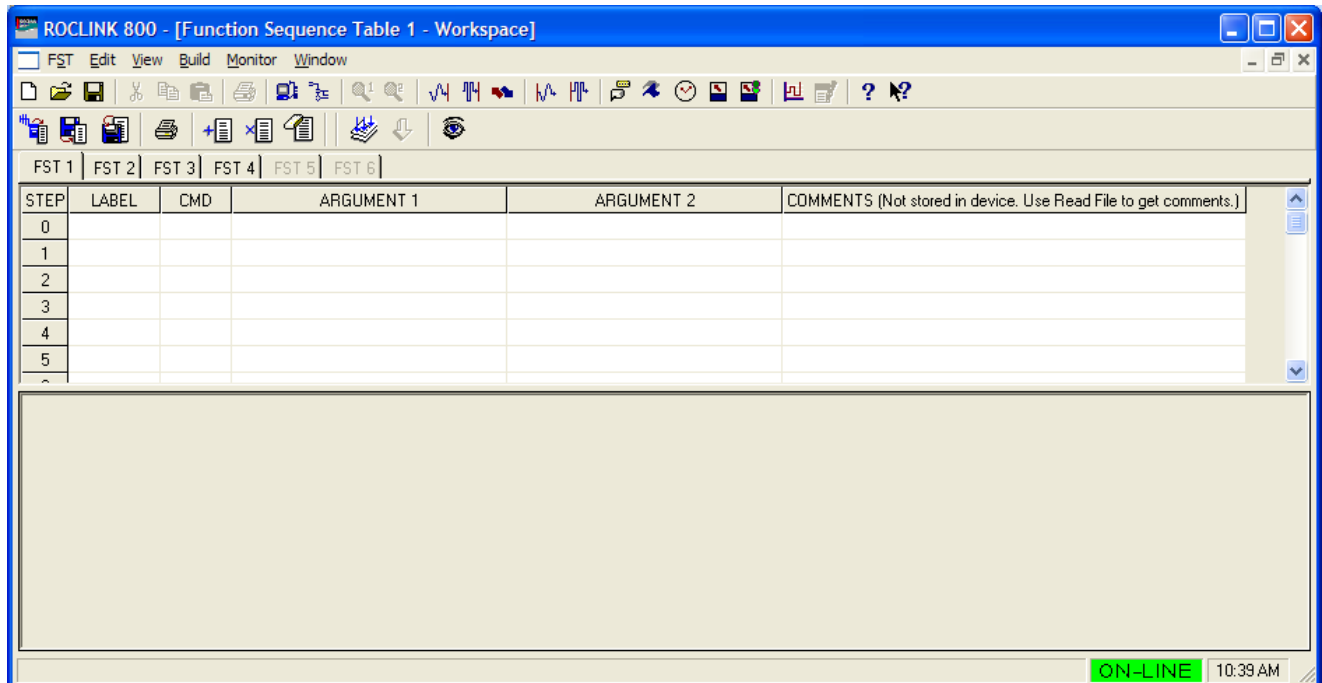 ROCLINK 800 - [Function Sequence Table 1 - Workspace]
FST Edit View Build Monitor Window
FST 1 FST 2 FST 3 FST 4 FST 5 FST 6
STEP LABEL CMD ARGUMENT 1 ARGUMENT 2 COMMENTS (Not stored in device. Use Read File to get comments.)
0
1
2
3
4
5
ON-LINE 10:39 AM